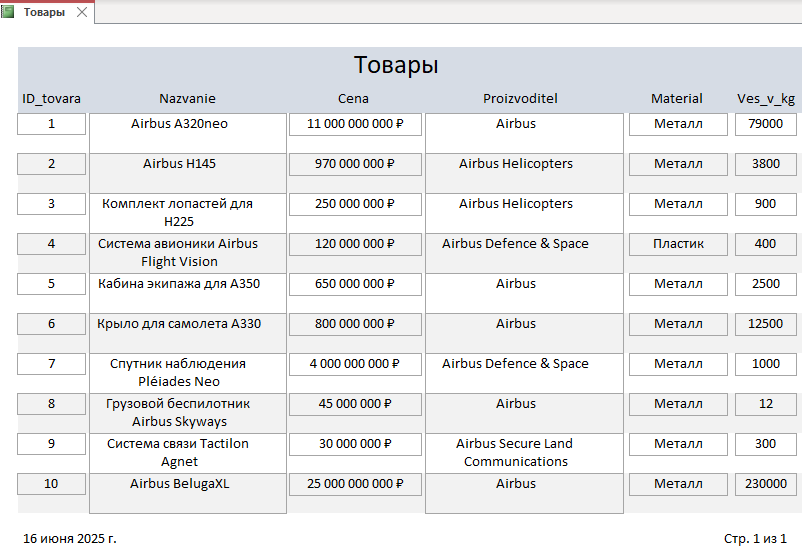 Товары
Товары
ID_tovara Nazvanie Cena Proizvoditel Material Ves_v_kg
1 Airbus A320neo 11 000 000 000 ₽ Airbus Металл 79000
2 Airbus H145 970 000 000 ₽ Airbus Helicopters Металл 3800
3 Комплект лопастей для 250 000 000 ₽ Airbus Helicopters Металл 900
H225
4 Система авионики Airbus 120 000 000 ₽ Airbus Defence & Space Пластик 400
Flight Vision
5 Кабина экипажа для A350 650 000 000 ₽ Airbus Металл 2500
6 Крыло для самолета A330 800 000 000 ₽ Airbus Металл 12500
7 Спутник наблюдения 4 000 000 000 ₽ Airbus Defence & Space Металл 1000
Pléiades Neo
8 Грузовой беспилотник 45 000 000 ₽ Airbus Металл 12
Airbus Skyways
9 Система связи Tactilon 30 000 000 ₽ Airbus Secure Land Металл 300
Agnet Communications
10 Airbus BelugaXL 25 000 000 000 ₽ Airbus Металл 230000
16 июня 2025 г. Стр. 1 из 1